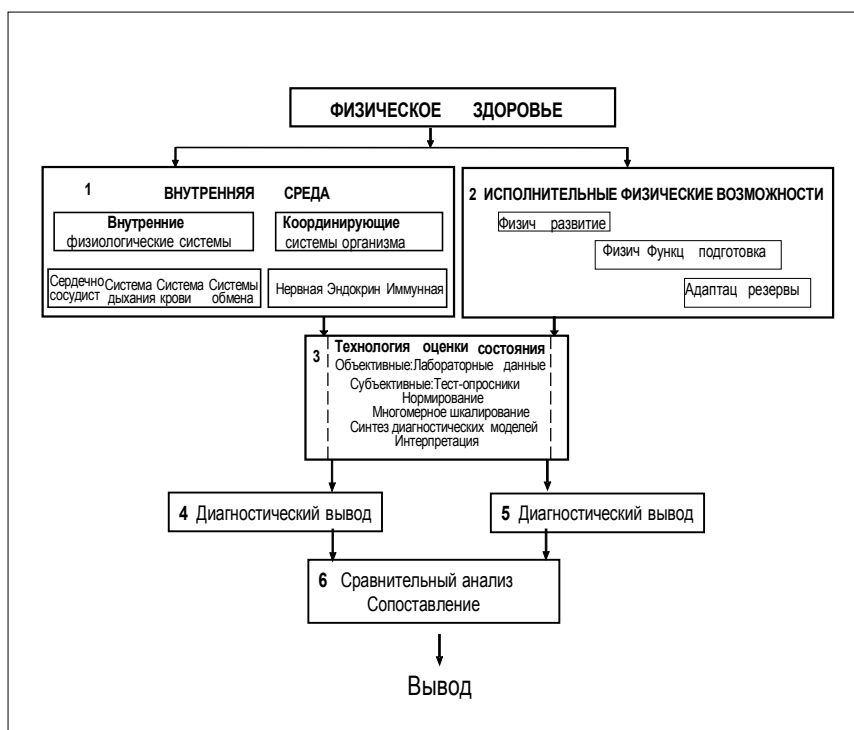 ФИЗИЧЕСКОЕ ЗДОРОВЬЕ
1 ВНУТРЕННЯЯ СРЕДА
Внутренние
физиологические системы
Координирующие
системы организма
Сердечно
сосудист
Система
дыхания
Система
крови
Системы
обмена
Нервная Эндокрин Иммунная
2 ИСПОЛНИТЕЛЬНЫЕ ФИЗИЧЕСКИЕ ВОЗМОЖНОСТИ
Физич развитие
Физич Функц подготовка
Адаптац резервы
3 Технология оценки состояния
Объективные:Лабораторные данные
Субъективные:Тест-опросники
Нормирование
Многомерное шкалирование
Синтез диагностических моделей
Интерпретация
4 Диагностический вывод
5 Диагностический вывод
6 Сравнительный анализ
Сопоставление
Вывод